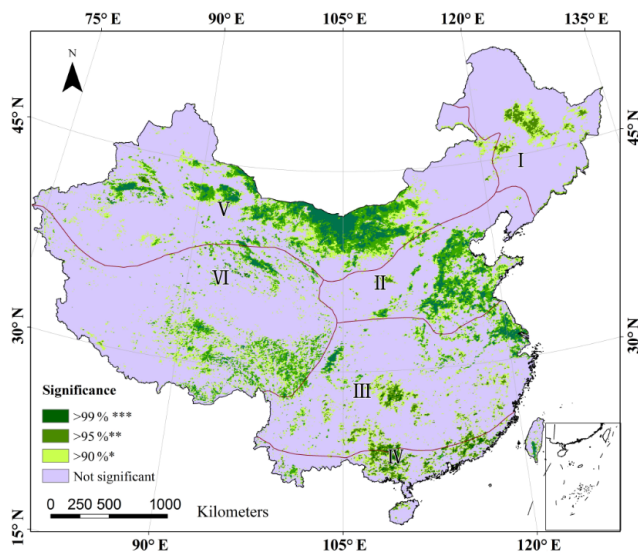 75° E 90° E 105° E 120° E 135° E
N
45° N
45° N
I
V
VI
II
30° N
30° N
III
IV
Significance
>99 % ***
>95 %**
>90 %*
Not significant
0 250 500 1000
Kilometers
15° N
15° N
90° E 105° E 120° E